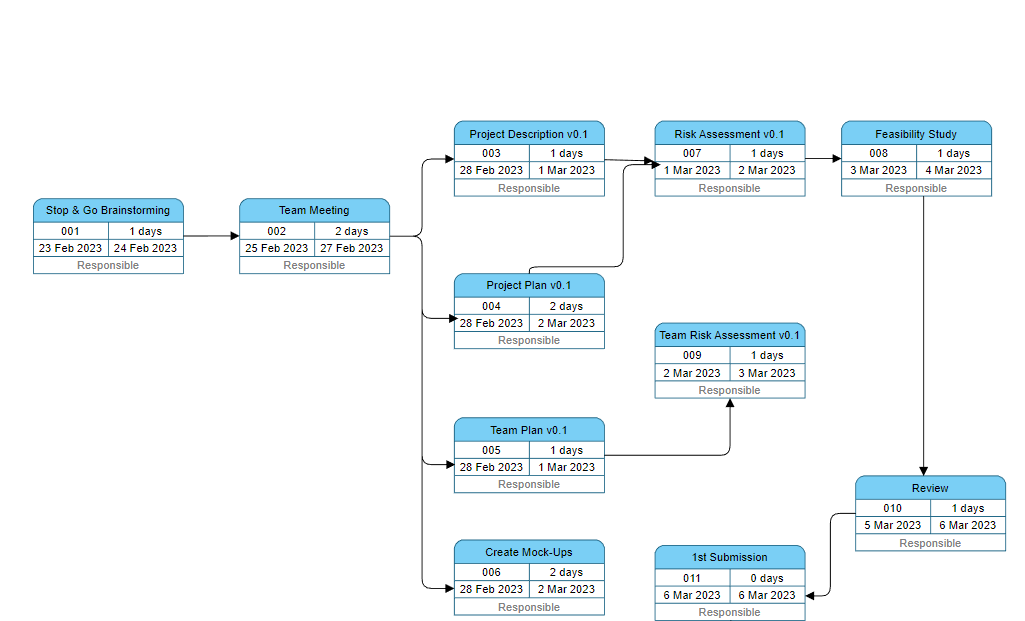 Project Description v0.1
003 1 days
28 Feb 2023 1 Mar 2023
Responsible
Risk Assessment v0.1
007 1 days
1 Mar 2023 2 Mar 2023
Responsible
Feasibility Study
008 1 days
3 Mar 2023 4 Mar 2023
Responsible
Stop & Go Brainstorming
001 1 days
23 Feb 2023 24 Feb 2023
Responsible
Team Meeting
002 2 days
25 Feb 2023 27 Feb 2023
Responsible
Project Plan v0.1
004 2 days
28 Feb 2023 2 Mar 2023
Responsible
Team Risk Assessment v0.1
009 1 days
2 Mar 2023 3 Mar 2023
Responsible
Team Plan v0.1
005 1 days
28 Feb 2023 1 Mar 2023
Responsible
Review
010 1 days
5 Mar 2023 6 Mar 2023
Responsible
Create Mock-Ups
006 2 days
28 Feb 2023 2 Mar 2023
Responsible
1st Submission
011 0 days
6 Mar 2023 6 Mar 2023
Responsible